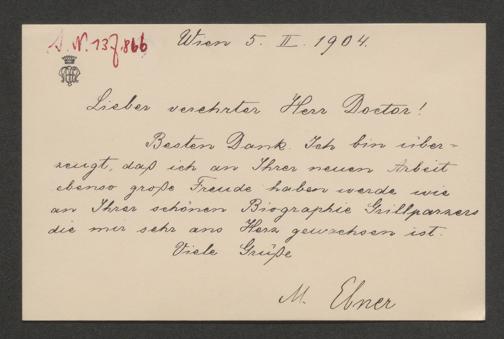 I. N. 137.866
Wien 5. II. 1904.
Lieber verehrter Herr Doctor!
Besten Dank. Ich bin über-
zeugt, daß ich an Ihrer neuen Arbeit
ebenso große Freude haben werde wie
an Ihrer schönen Biographie Grillparzers
die mir sehr ans Herz gewachsen ist.
Viele Grüße
M. Ebner